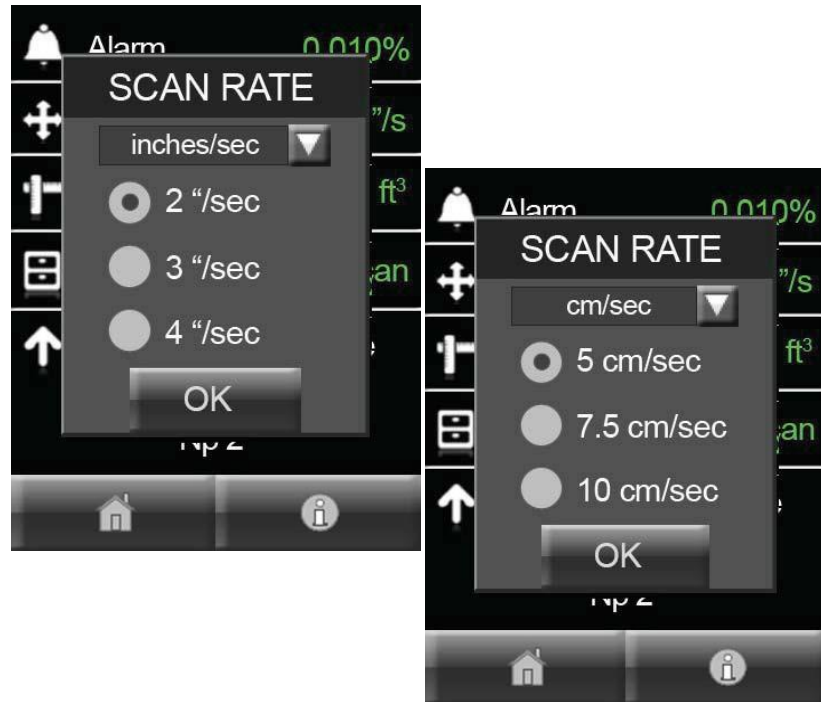 Alarm 0.010%
SCAN RATE
inches/sec
"/s
2 “/sec
ft³
3 “/sec
4 “/sec
OK
Alarm 0.010%
SCAN RATE
cm/sec
"/s
5 cm/sec
ft³
7.5 cm/sec
10 cm/sec
OK